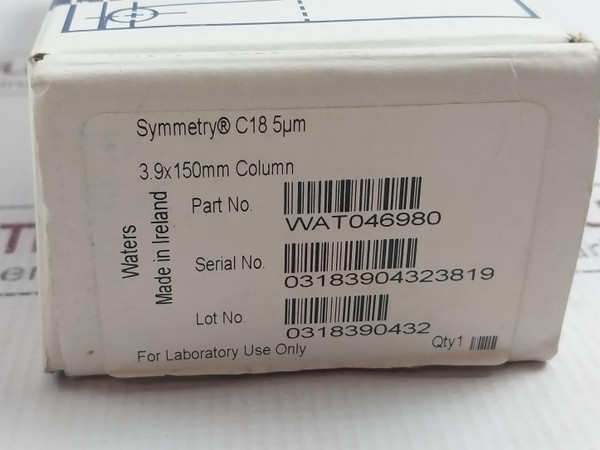 Symmetry® C18 5µm
3.9x150mm Column
Waters
Made in Ireland
Part No.
WAT046980
Serial No.
03183904323819
Lot No.
0318390432
For Laboratory Use Only
Qty1